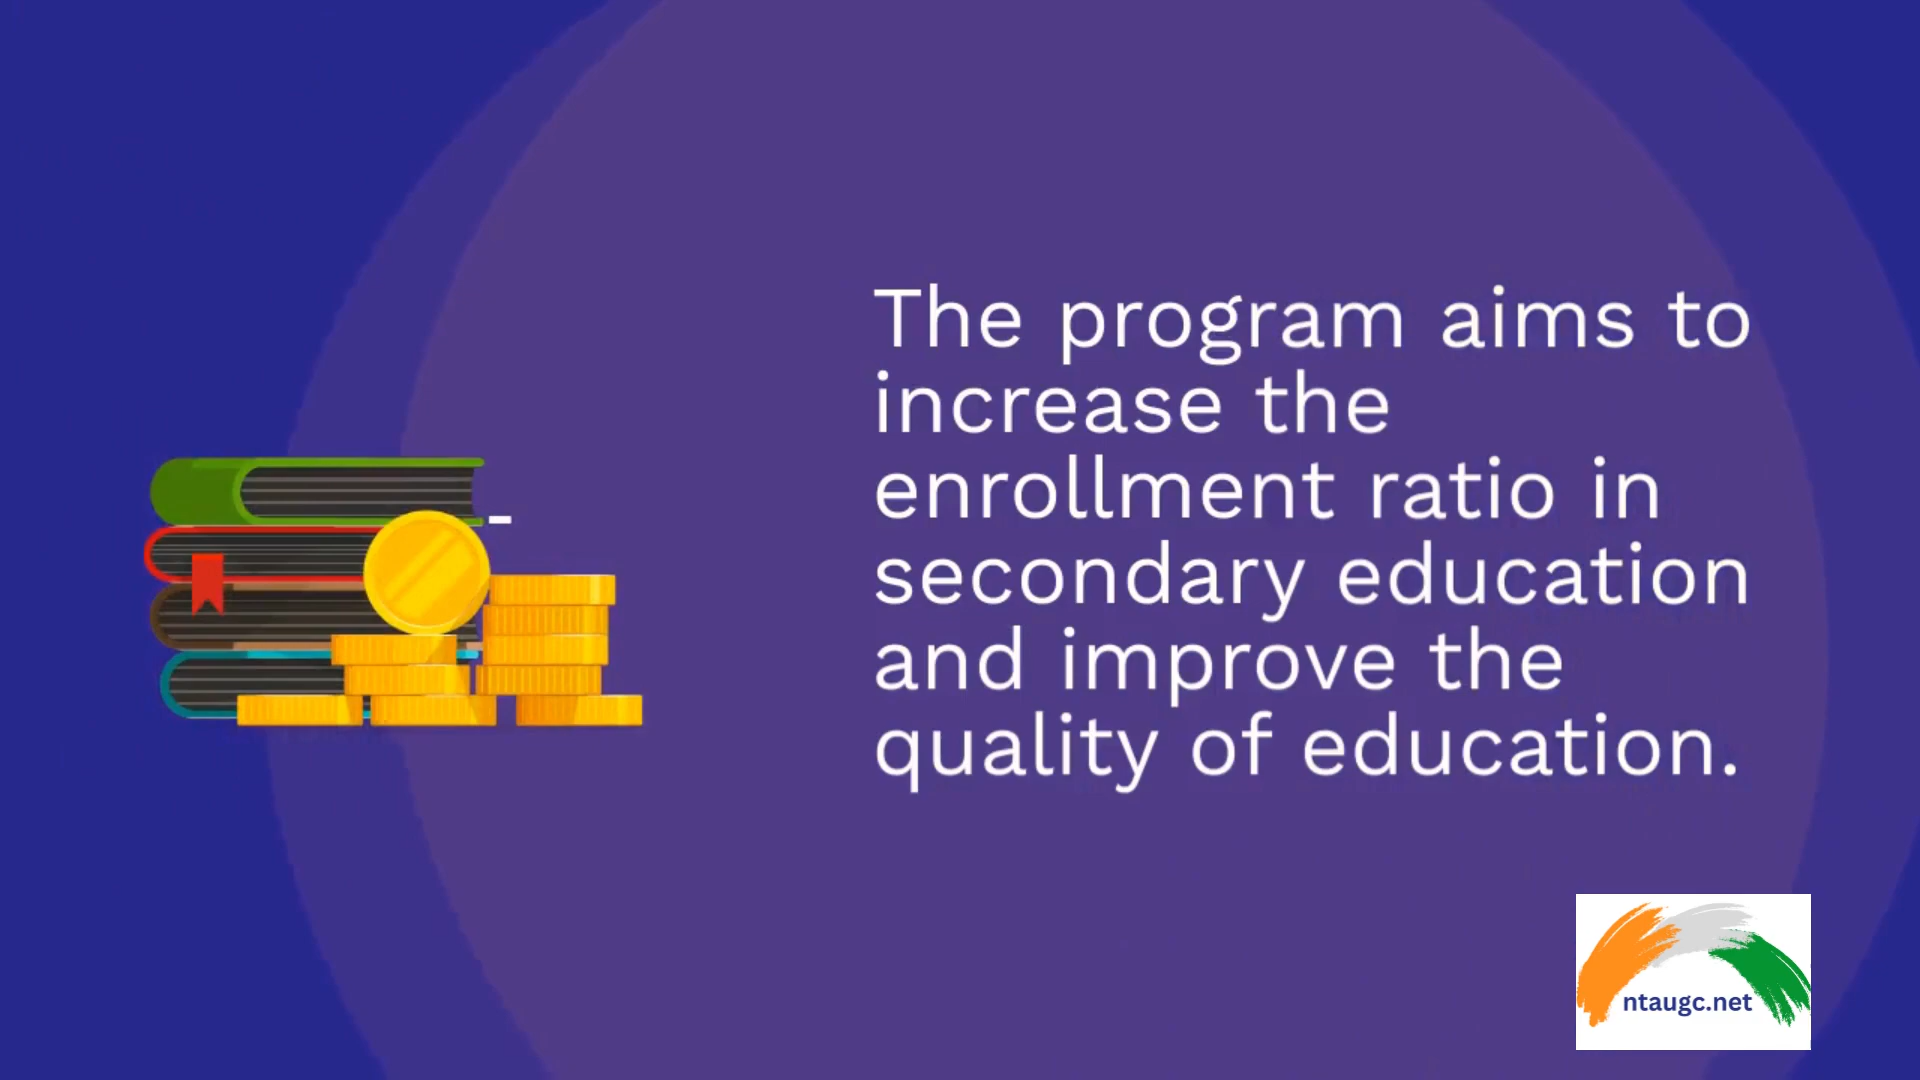 The program aims to
increase the
enrollment ratio in
secondary education
and improve the
quality of education.
ntaugc.net